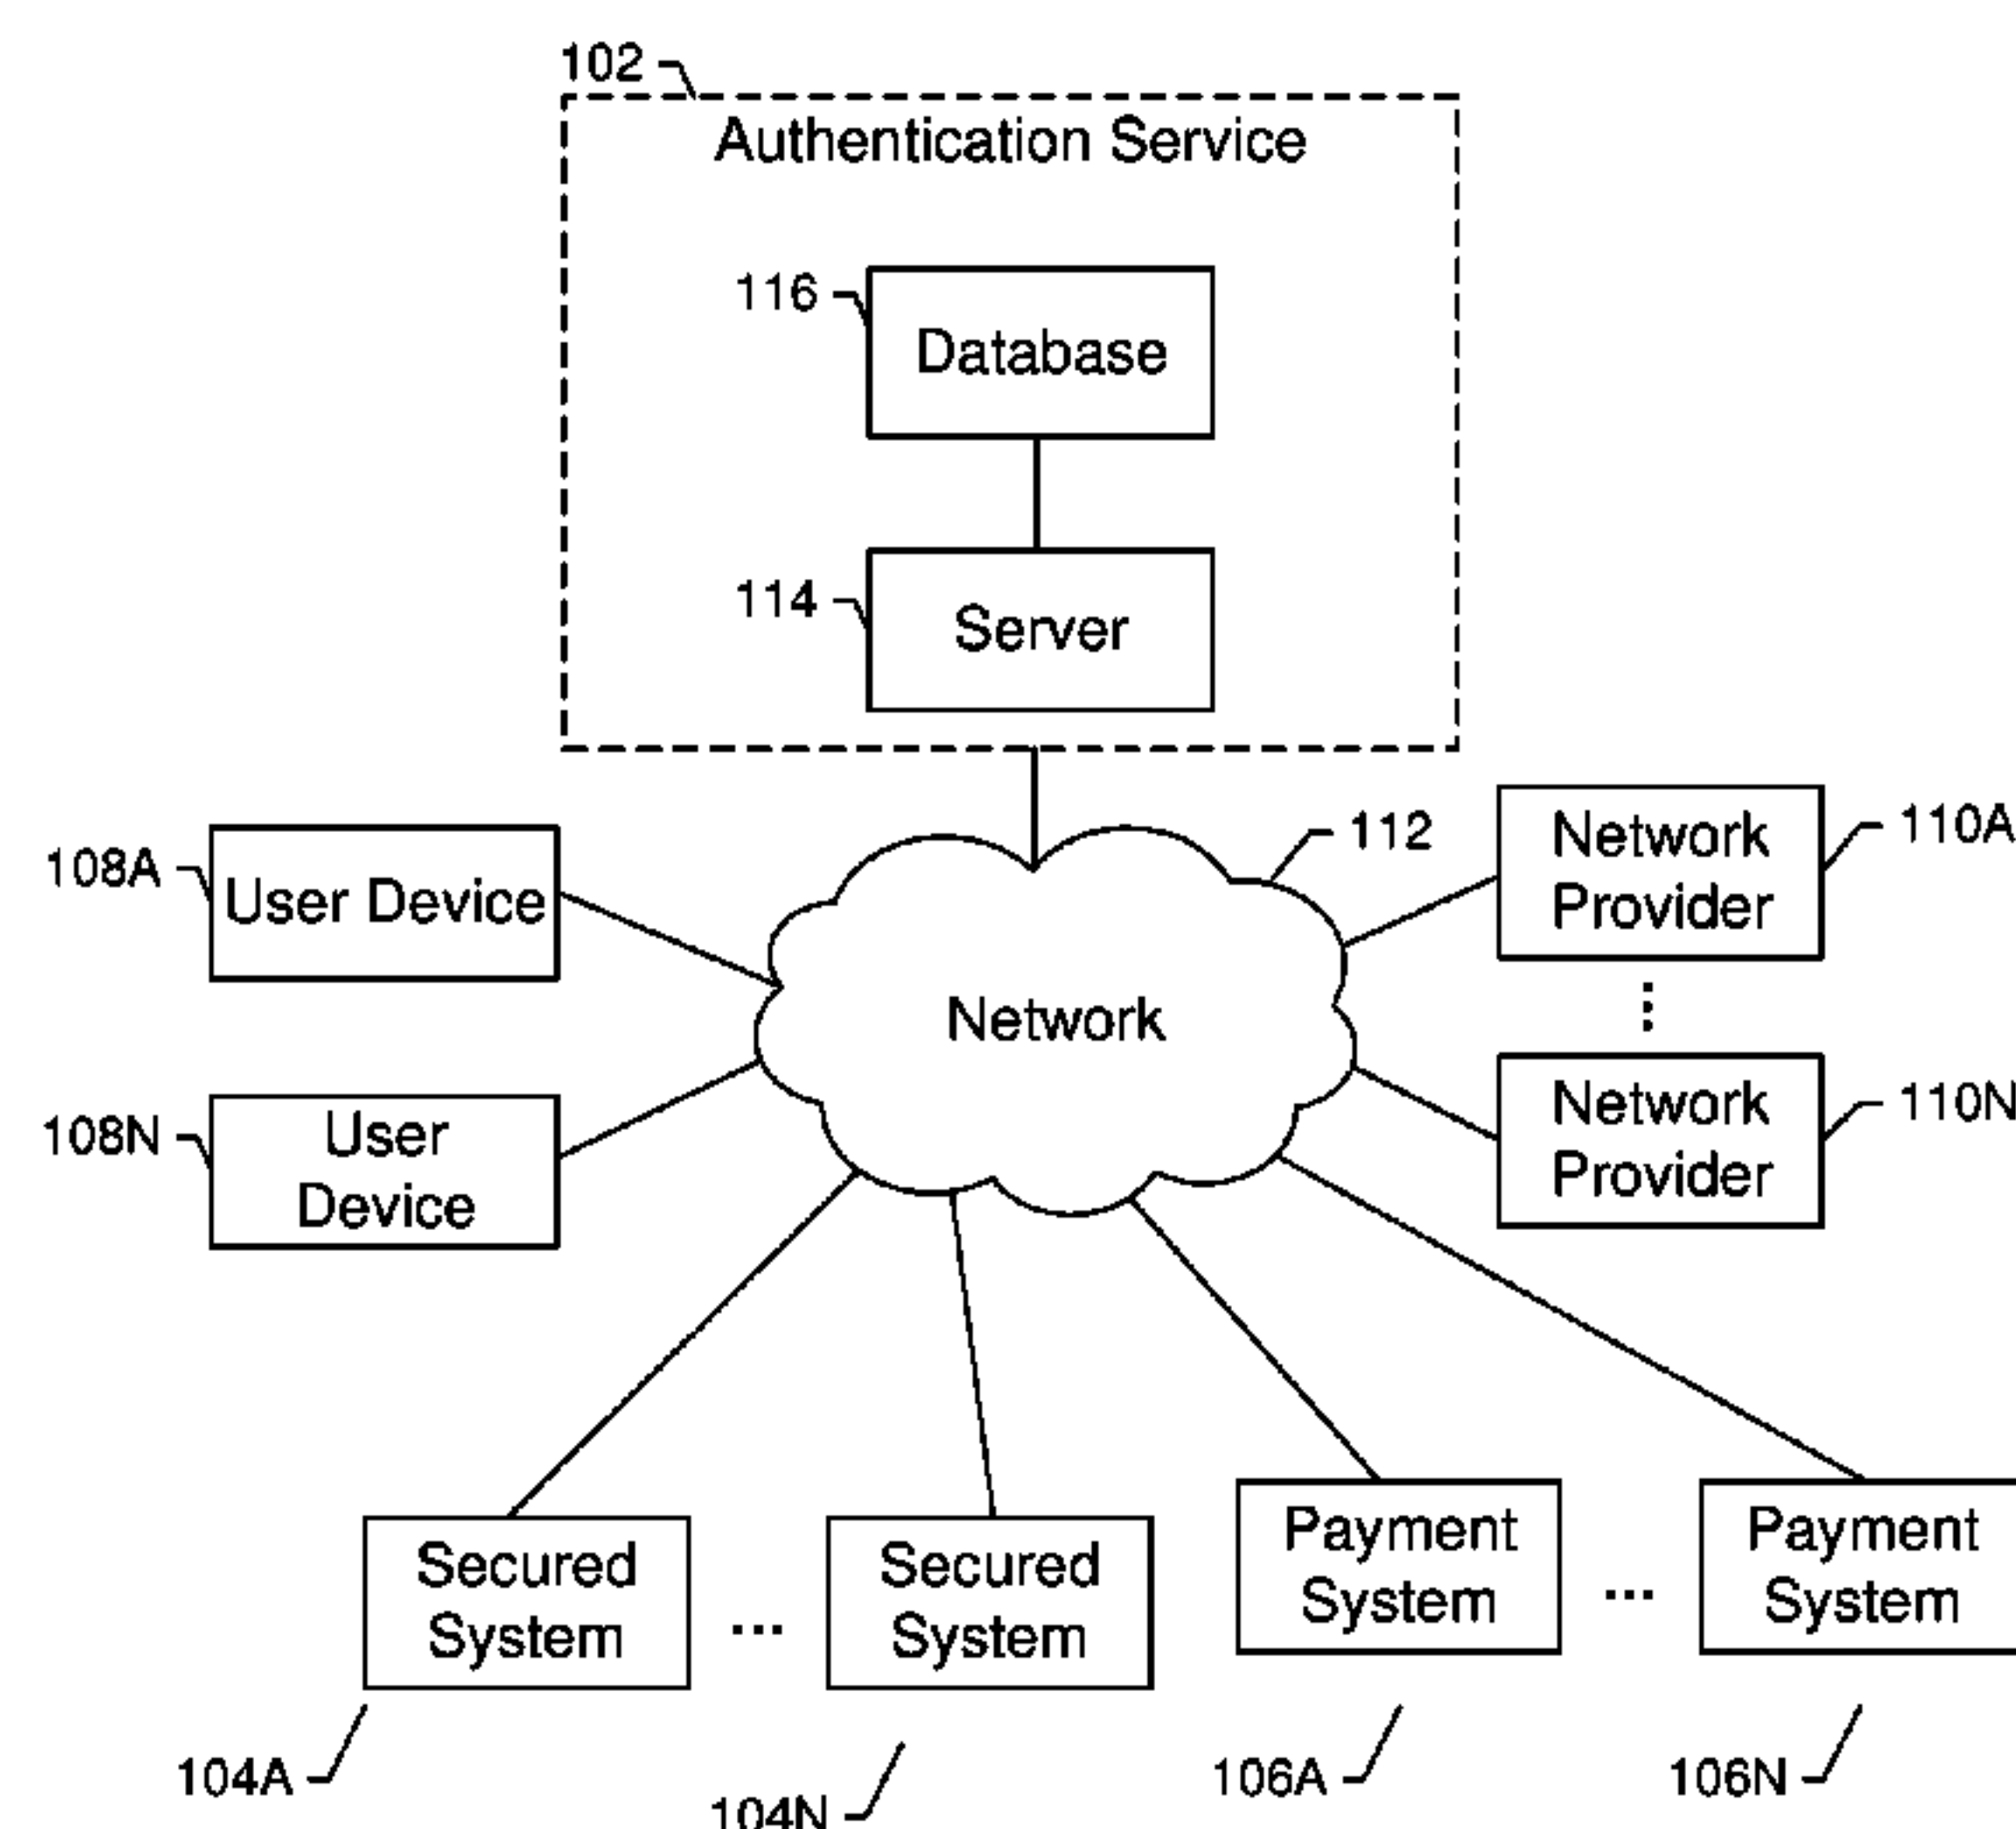 102
Authentication Service
116
Database
114
Server
112
110A
Network
Provider
108A
User Device
Network
110N
Network
Provider
108N
User
Device
Secured
System
...
Secured
System
Payment
System
...
Payment
System
104A
104N
106A
106N